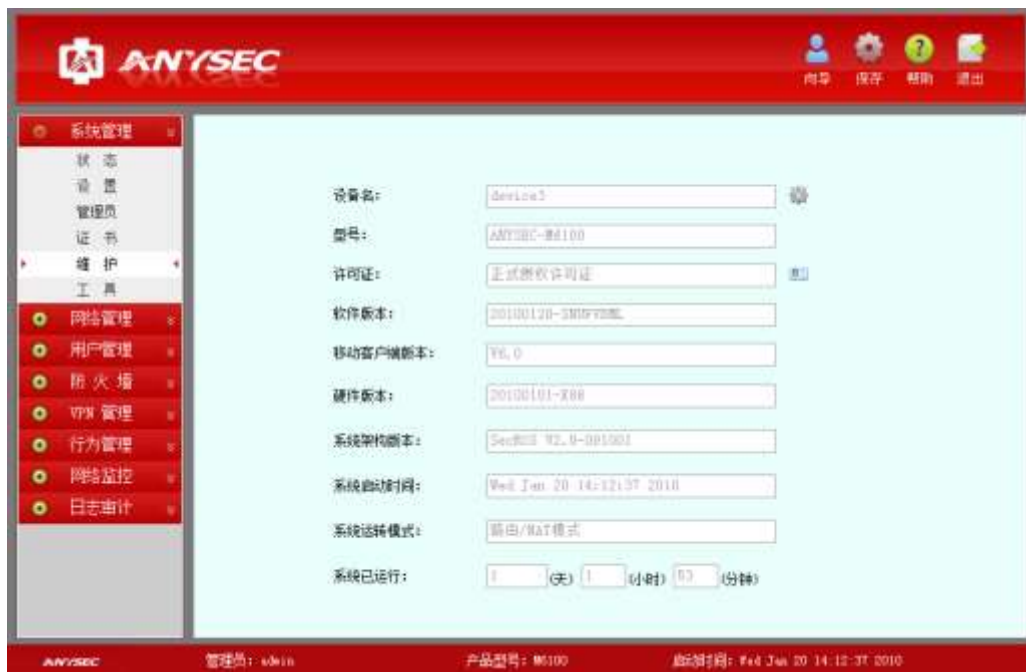 ANYSEC
向导 保存 帮助 退出
系统管理
状 态
设 置
管理员
证 书
维 护
工 具
网络管理
用户管理
防 火 墙
VPN 管理
行为管理
网络监控
日志审计
设备名:
型号: ANYSEC-M6100
许可证: 正式授权许可证
软件版本:
移动客户端版本: V6.0
硬件版本: 20100101-X86
系统架构版本:
系统启动时间: Wed Jan 20 14:12:37 2010
系统运转模式: 路由/NAT模式
系统已运行: 1 (天) 1 (小时) 53 (分钟)
ANYSEC 管理员: admin 产品型号: M6100 启动时间: Wed Jan 20 14:12:37 2010